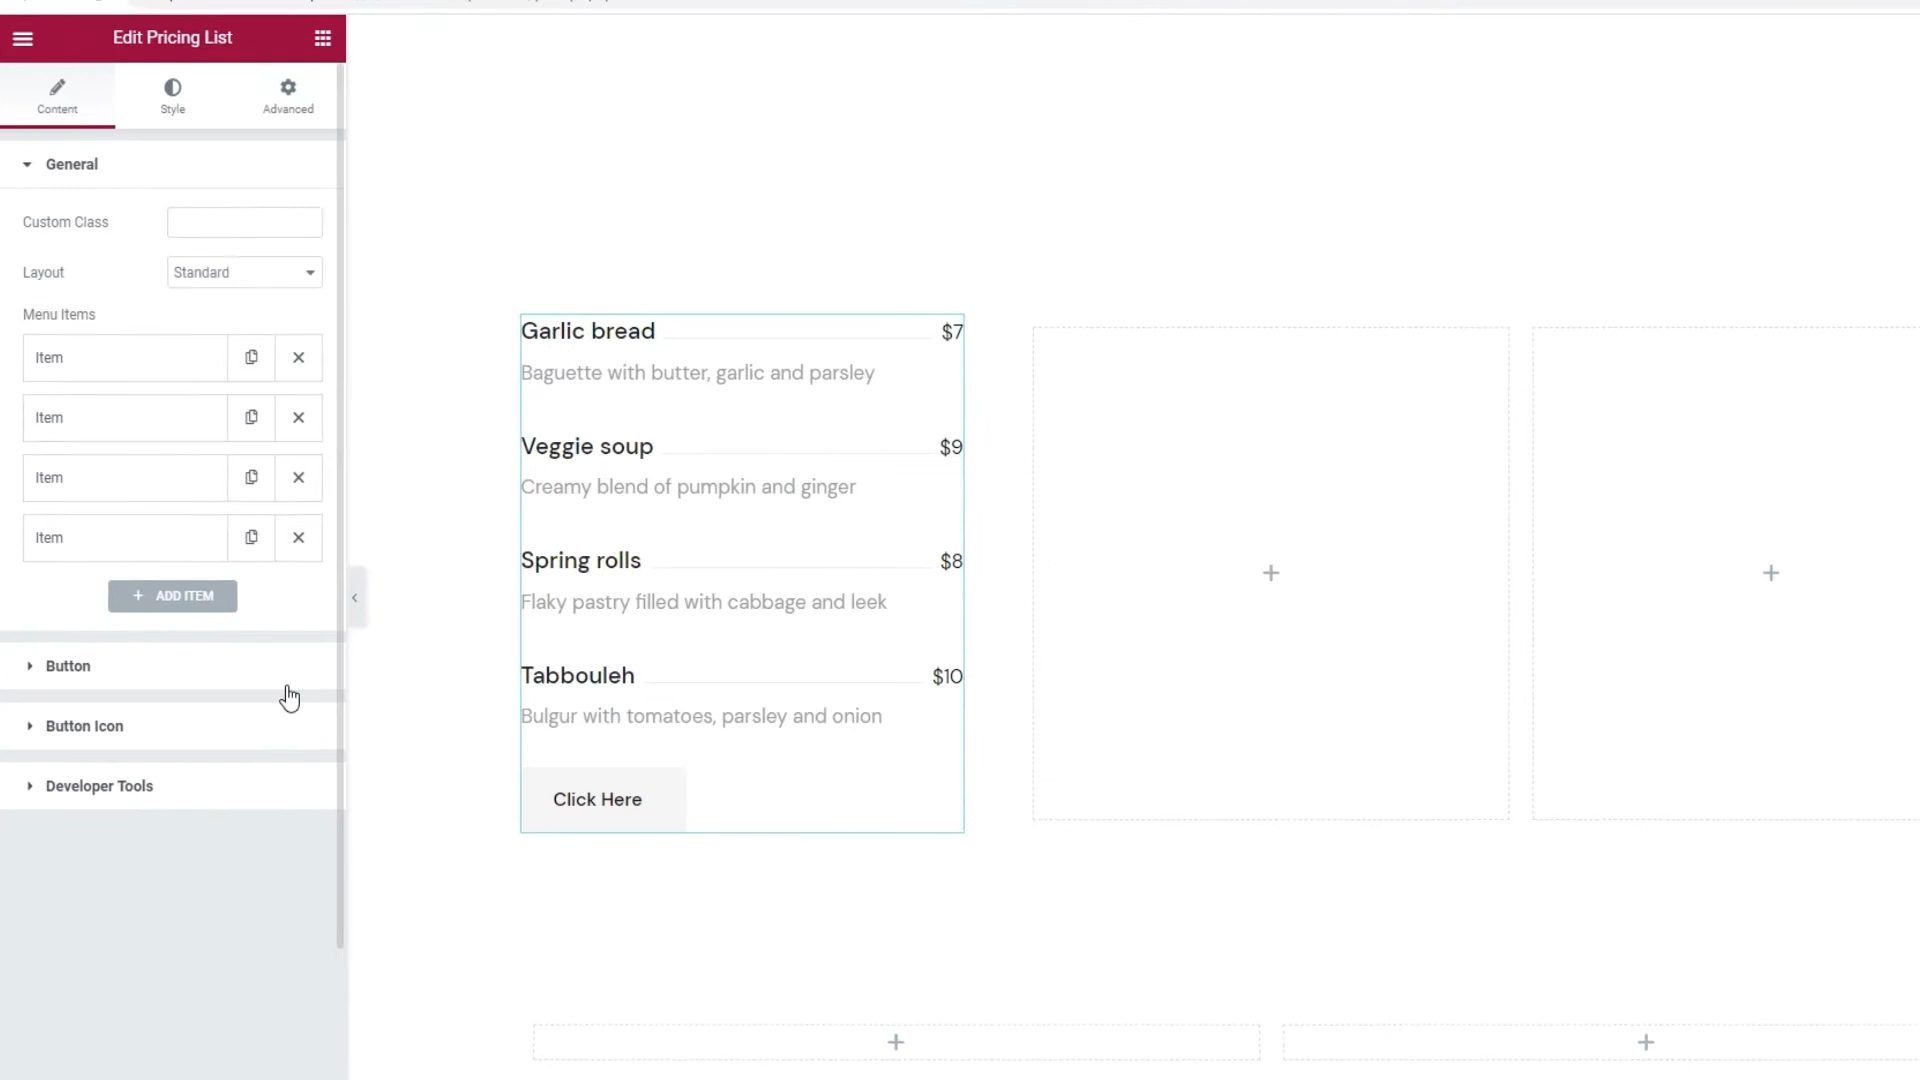 Edit Pricing List
Content
Style
Advanced
General
Custom Class
Layout
Standard
Menu Items
Item
Item
Item
Item
+ ADD ITEM
Button
Button Icon
Developer Tools
Garlic bread $7
Baguette with butter, garlic and parsley
Veggie soup $9
Creamy blend of pumpkin and ginger
Spring rolls $8
Flaky pastry filled with cabbage and leek
Tabbouleh $10
Bulgur with tomatoes, parsley and onion
Click Here